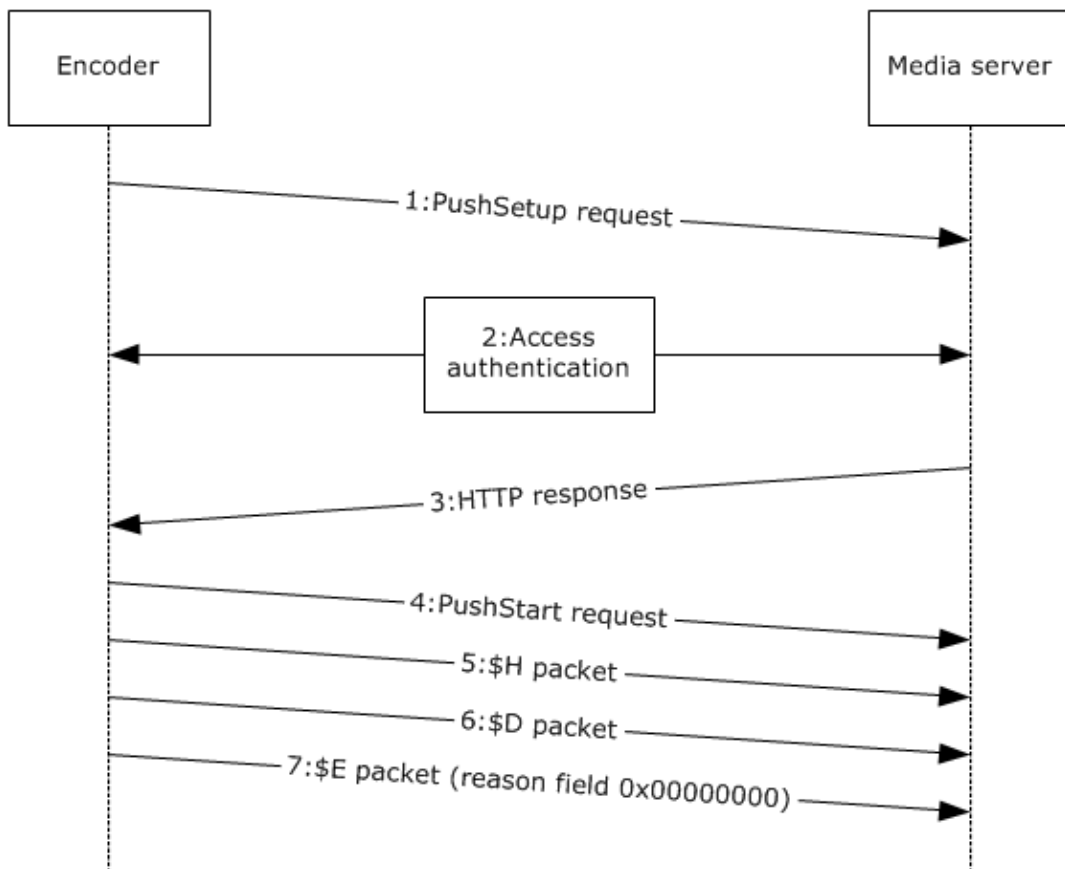 Encoder
Media server
1:PushSetup request
2:Access
authentication
3:HTTP response
4:PushStart request
5:$H packet
6:$D packet
7:$E packet (reason field 0x00000000)